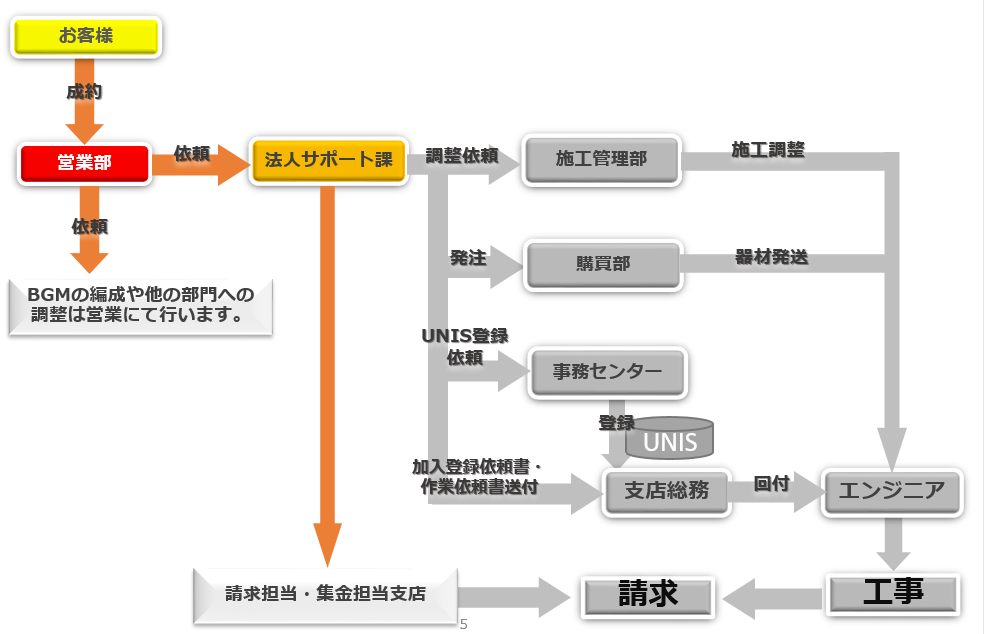 お客様
成約
営業部
依頼
法人サポート課
調整依頼
施工管理部
施工調整
依頼
発注
購買部
器材発送
BGMの編成や他の部門への
調整は営業にて行います。
UNIS登録
依頼
事務センター
登録
UNIS
加入登録依頼書・
作業依頼書送付
支店総務
回付
エンジニア
請求担当・集金担当支店
請求
工事
5